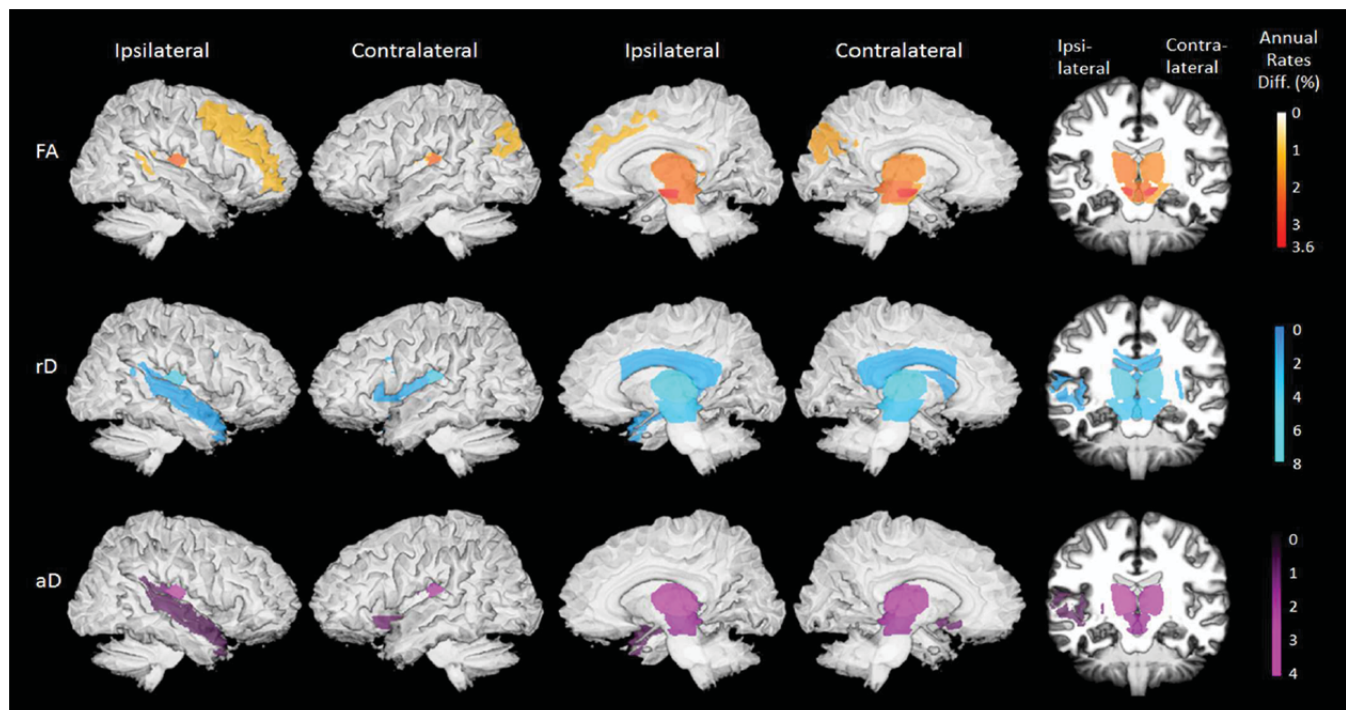 Ipsilateral
Contralateral
Ipsilateral
Contralateral
Ipsi-
lateral
Contra-
lateral
Annual
Rates
Diff. (%)
FA
0
1
2
3
3.6
rD
0
2
4
6
8
aD
0
1
2
3
4